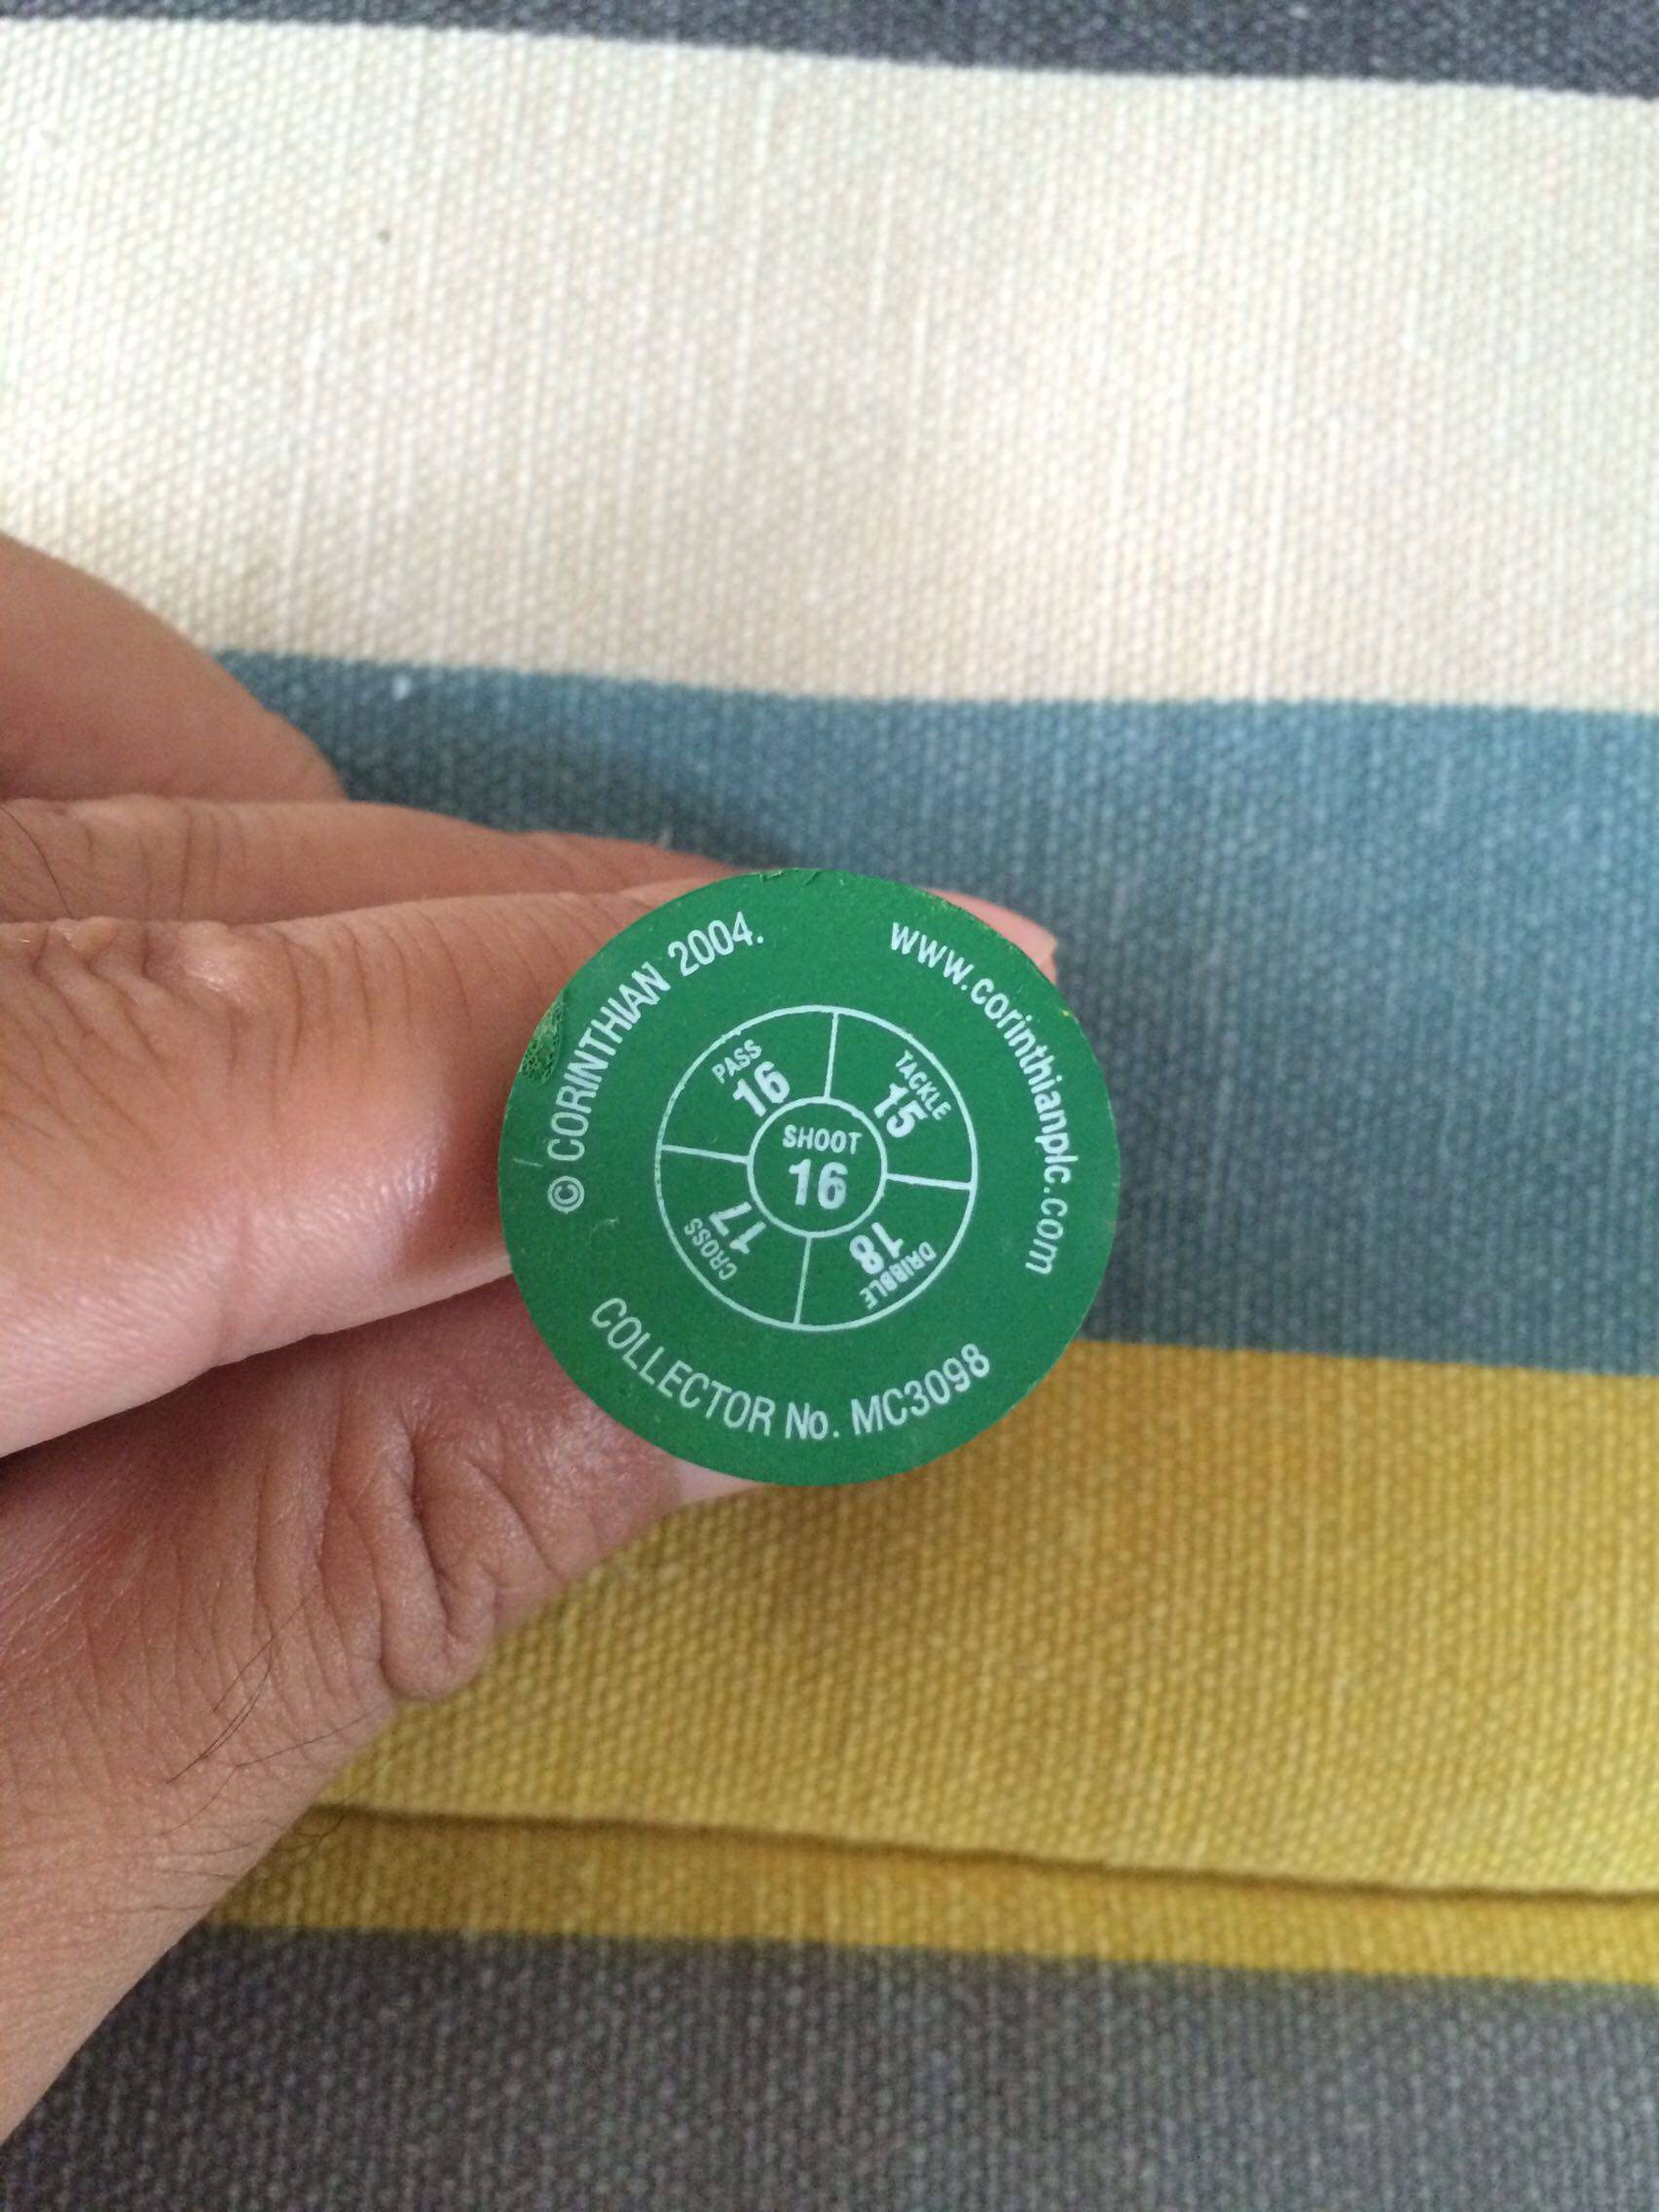 © CORINTHIAN 2004.
www.corinthianplc.com
PASS
16
TACKLE
15
SHOOT
16
CROSS
17
DRIBBLE
18
COLLECTOR No. MC3098